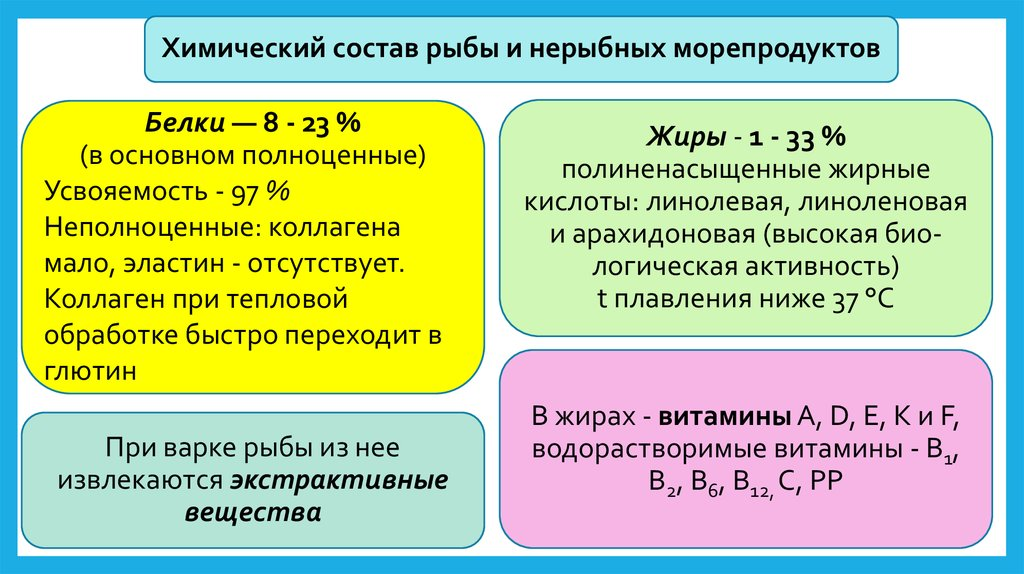 Химический состав рыбы и нерыбных морепродуктов
Белки — 8 - 23 %
(в основном полноценные)
Усвояемость - 97 %
Неполноценные: коллагена
мало, эластин - отсутствует.
Коллаген при тепловой
обработке быстро переходит в
глютин
Жиры - 1 - 33 %
полиненасыщенные жирные
кислоты: линолевая, линоленовая
и арахидоновая (высокая био-
логическая активность)
t плавления ниже 37 °С
При варке рыбы из нее
извлекаются экстрактивные
вещества
В жирах - витамины A, D, E, K и F,
водорастворимые витамины - B₁,
B₂, B₆, B₁₂, C, PP